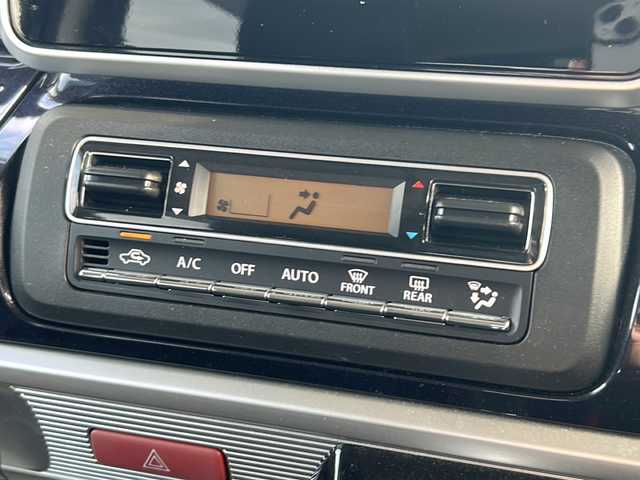 A/C OFF AUTO FRONT REAR